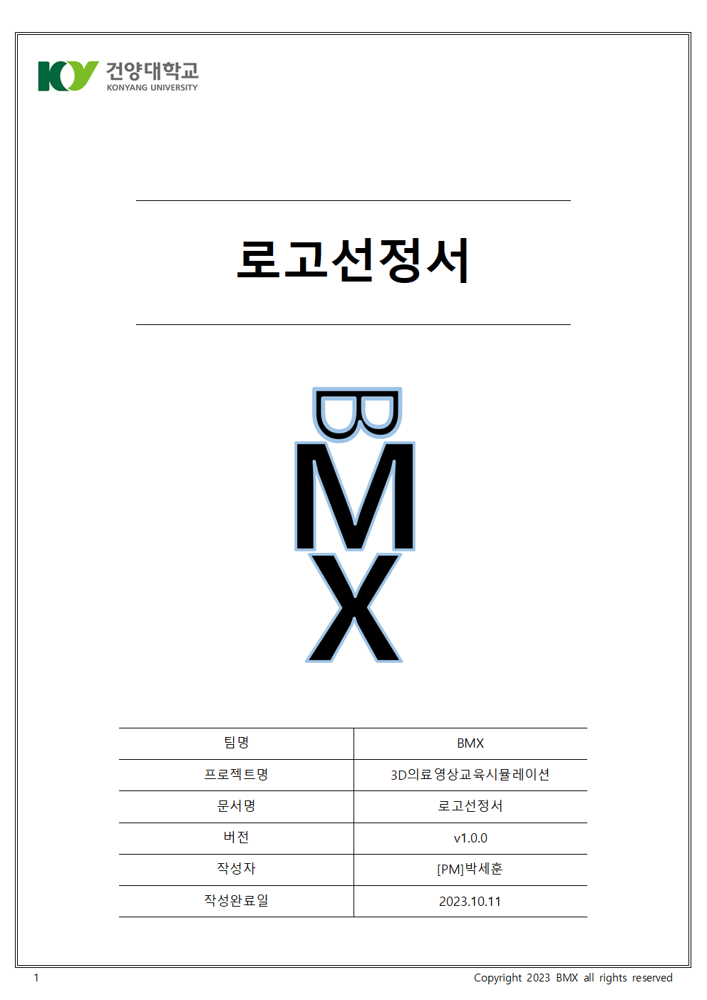 건양대학교
KONYANG UNIVERSITY
로고선정서
B
M
X
팀명 BMX
프로젝트명 3D의료영상교육시뮬레이션
문서명 로고선정서
버전 v1.0.0
작성자 [PM]박세훈
작성완료일 2023.10.11
1 Copyright 2023 BMX all rights reserved